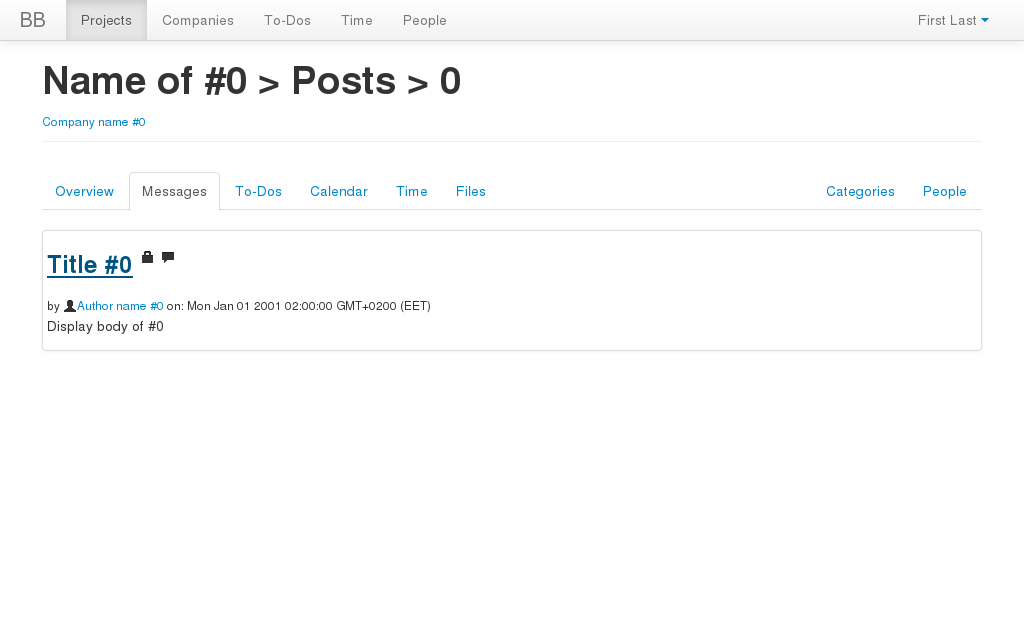 BB Projects Companies To-Dos Time People First Last
Name of #0 > Posts > 0
Company name #0
Overview Messages To-Dos Calendar Time Files Categories People
Title #0
by Author name #0 on: Mon Jan 01 2001 02:00:00 GMT+0200 (EET)
Display body of #0